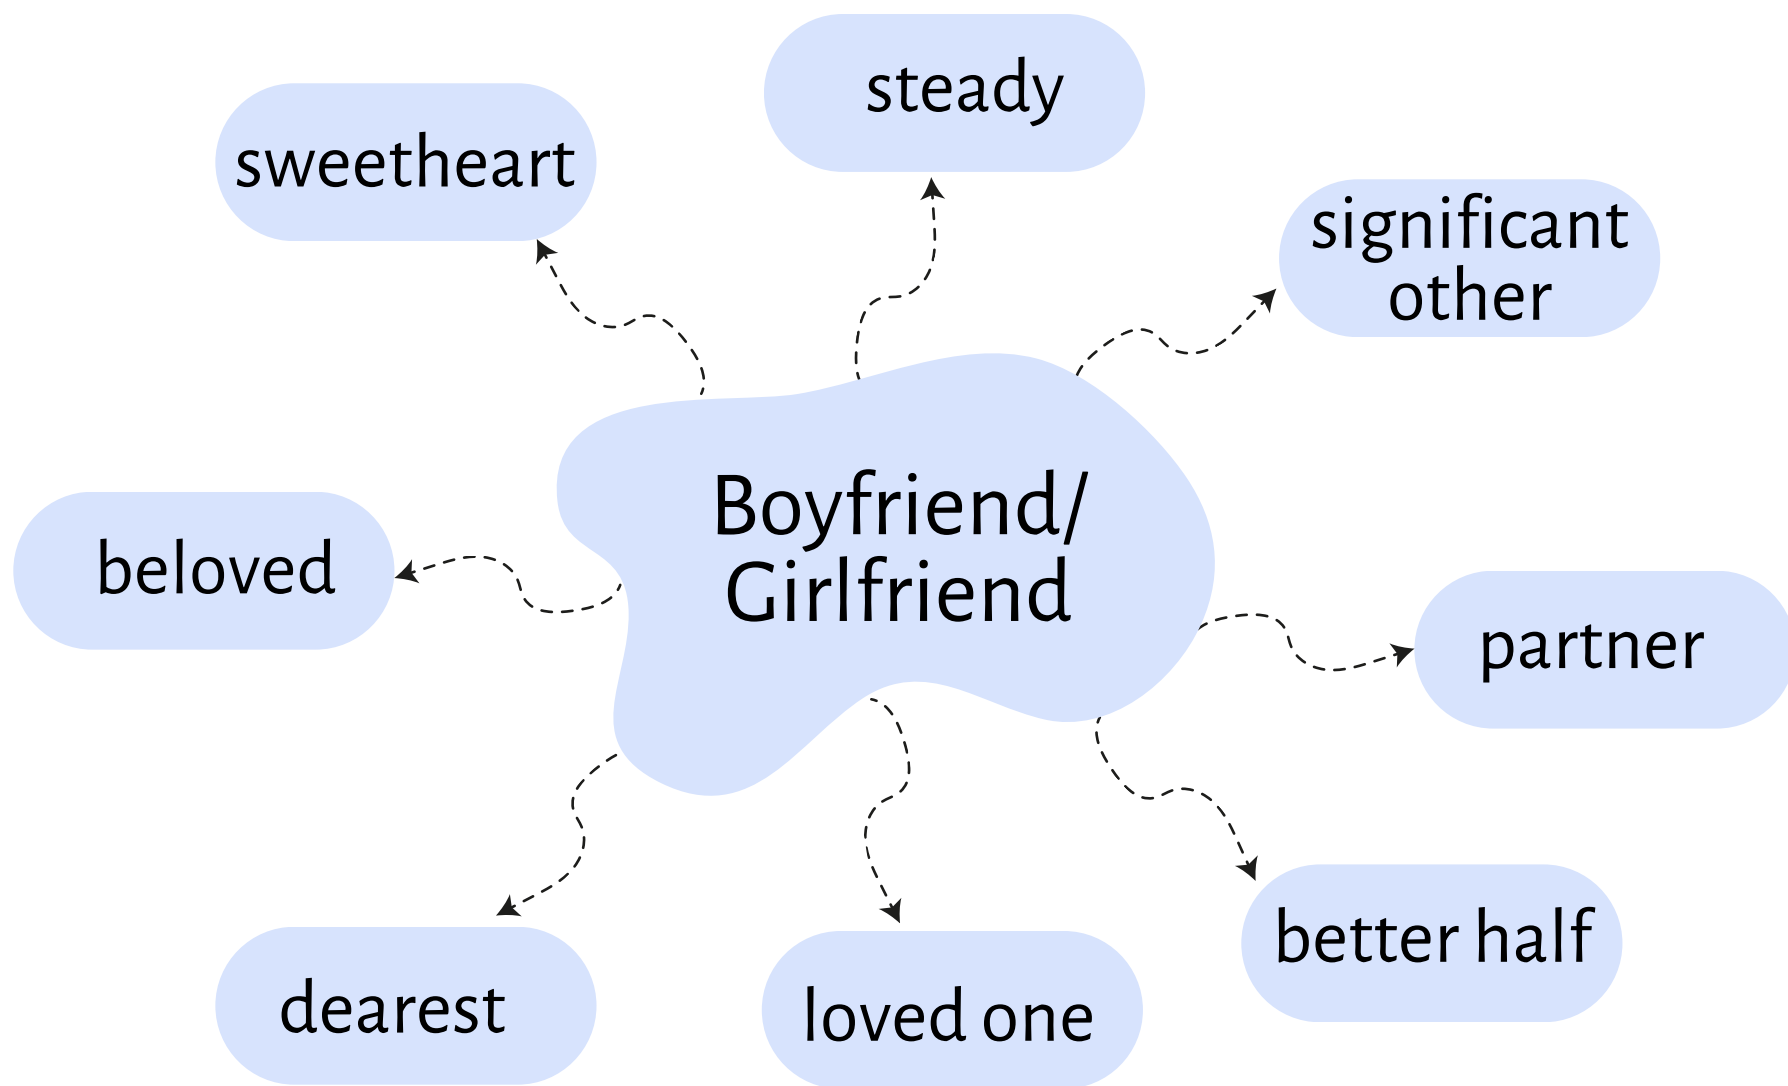 steady
sweetheart
significant
other
Boyfriend/
Girlfriend
beloved
partner
better half
dearest
loved one